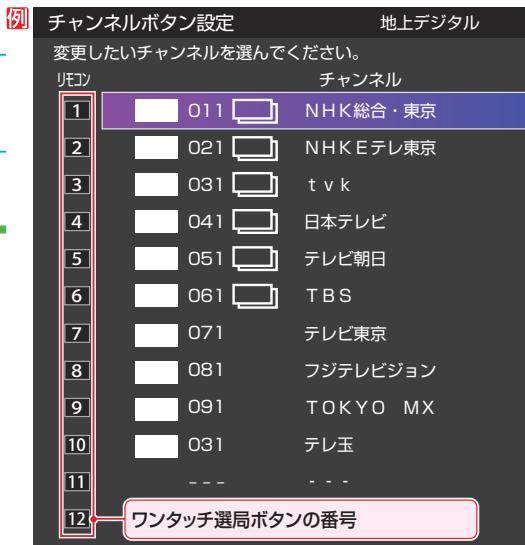 例
チャンネルボタン設定 地上デジタル
変更したいチャンネルを選んでください。
リモコン チャンネル
1 011 NHK総合・東京
2 021 NHKEテレ東京
3 031 tvk
4 041 日本テレビ
5 051 テレビ朝日
6 061 TBS
7 071 テレビ東京
8 081 フジテレビジョン
9 091 TOKYO MX
10 031 テレ玉
11 --- ---
12 ワンタッチ選局ボタンの番号